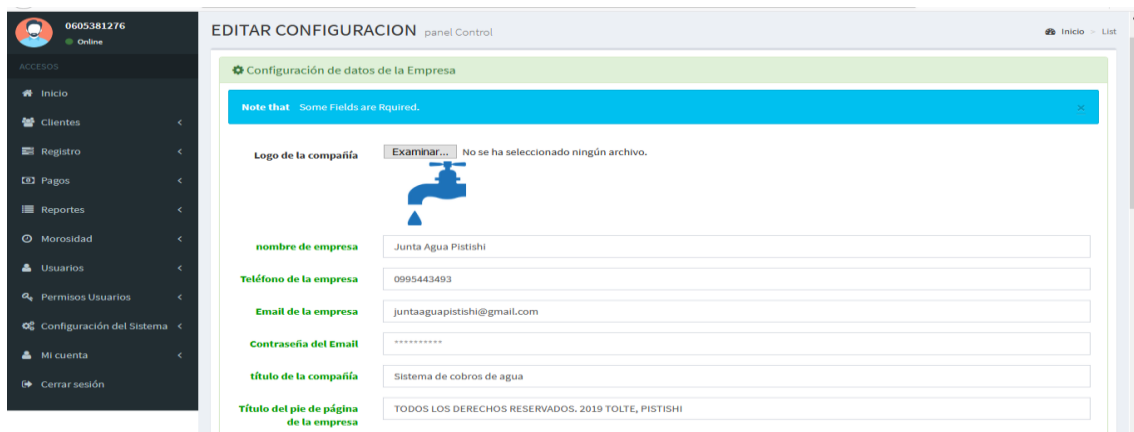 0605381276
Online
ACCESOS
Inicio
Clientes
Registro
Pagos
Reportes
Morosidad
Usuarios
Permisos Usuarios
Configuración del Sistema
Mi cuenta
Cerrar sesión
EDITAR CONFIGURACION panel Control
Inicio > List
Configuración de datos de la Empresa
Note that Some Fields are Rquired. ×
Logo de la compañía Examinar... No se ha seleccionado ningún archivo.
nombre de empresa Junta Agua Pistishi
Teléfono de la empresa 0995443493
Email de la empresa juntaaguapistishi@gmail.com
Contraseña del Email **********
título de la compañía Sistema de cobros de agua
Título del pie de página TODOS LOS DERECHOS RESERVADOS. 2019 TOLTE, PISTISHI
de la empresa